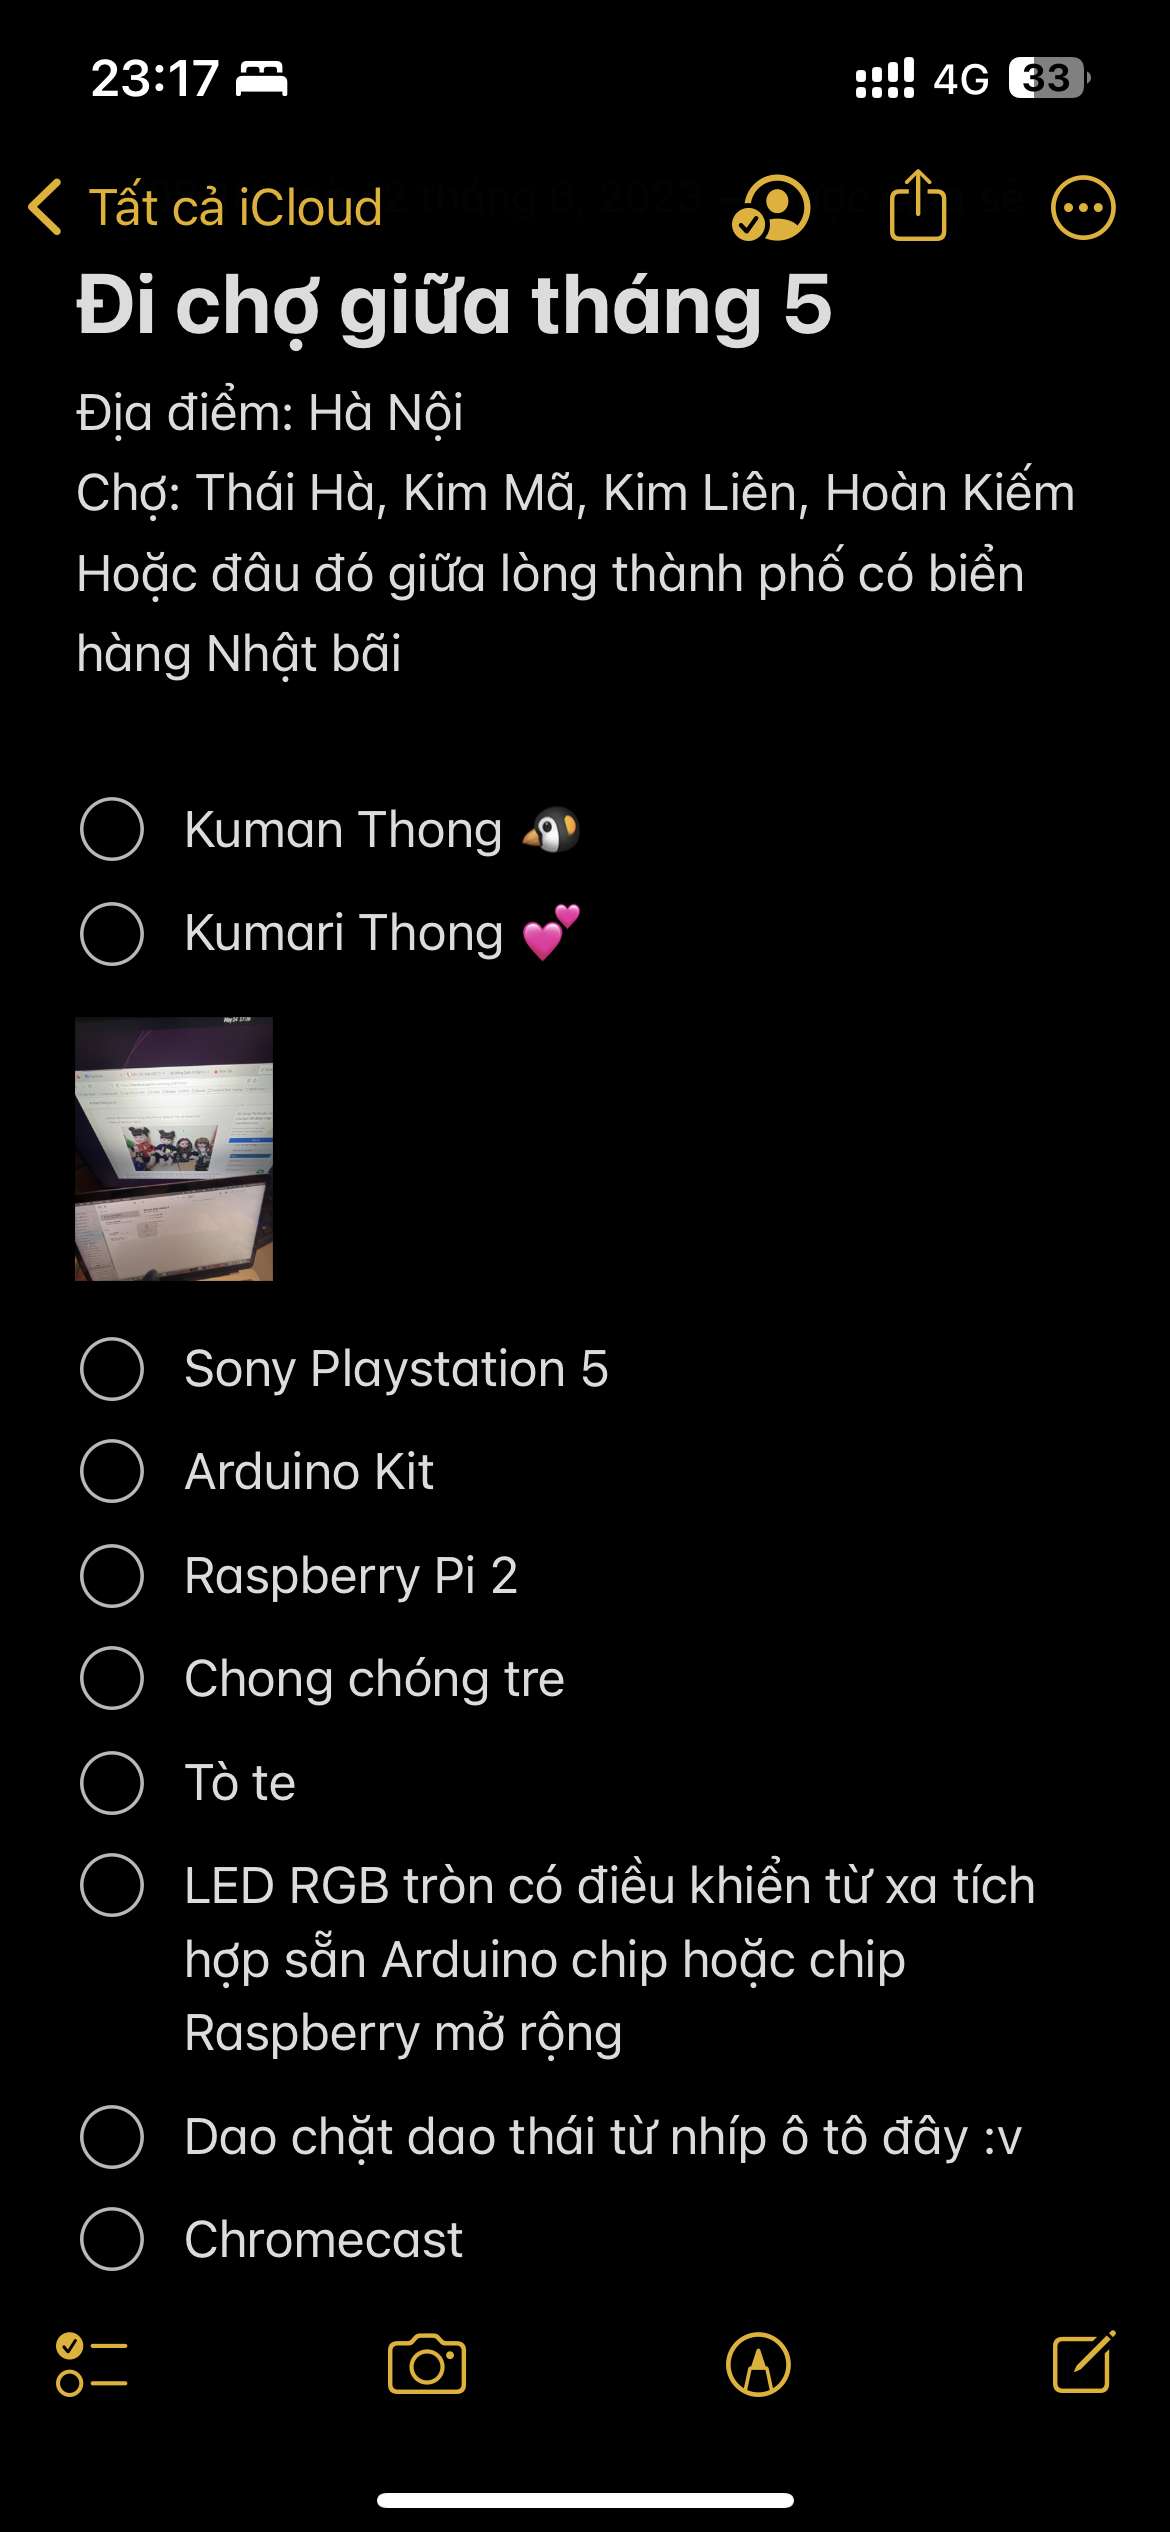 23:17
4G 33
Tất cả iCloud
Đi chợ giữa tháng 5
Địa điểm: Hà Nội
Chợ: Thái Hà, Kim Mã, Kim Liên, Hoàn Kiếm
Hoặc đâu đó giữa lòng thành phố có biển
hàng Nhật bãi
Kuman Thong 🐧
Kumari Thong 💕
Sony Playstation 5
Arduino Kit
Raspberry Pi 2
Chong chóng tre
Tò te
LED RGB tròn có điều khiển từ xa tích
hợp sẵn Arduino chip hoặc chip
Raspberry mở rộng
Dao chặt dao thái từ nhíp ô tô đây :v
Chromecast